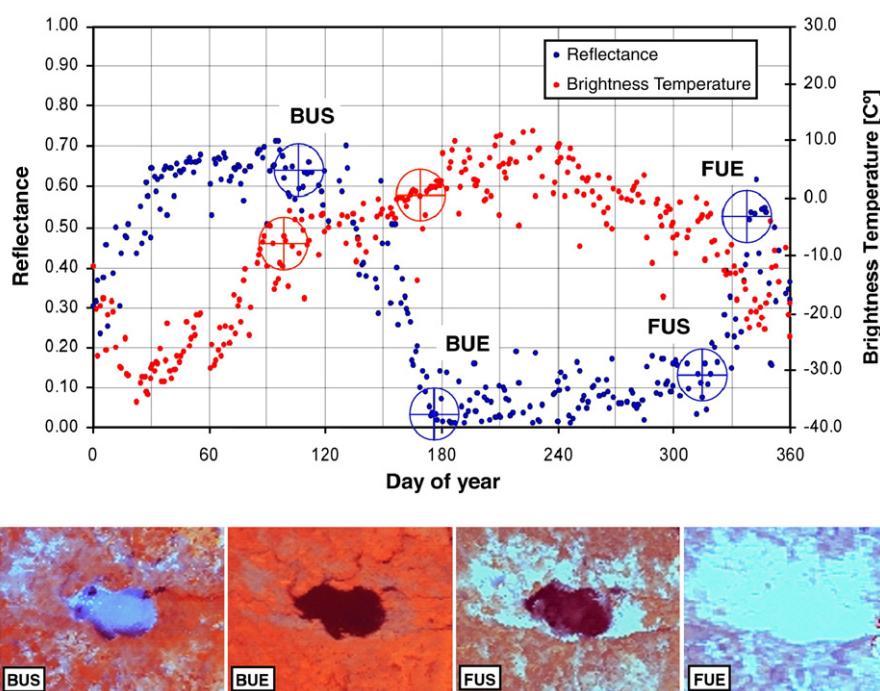 1.00
0.90
0.80
0.70
0.60
0.50
0.40
0.30
0.20
0.10
0.00
Reflectance
30.0
20.0
10.0
0.0
-10.0
-20.0
-30.0
-40.0
Brightness Temperature [Cº]
Reflectance
Brightness Temperature
BUS
FUE
BUE
FUS
0 60 120 180 240 300 360
Day of year
BUS BUE FUS FUE